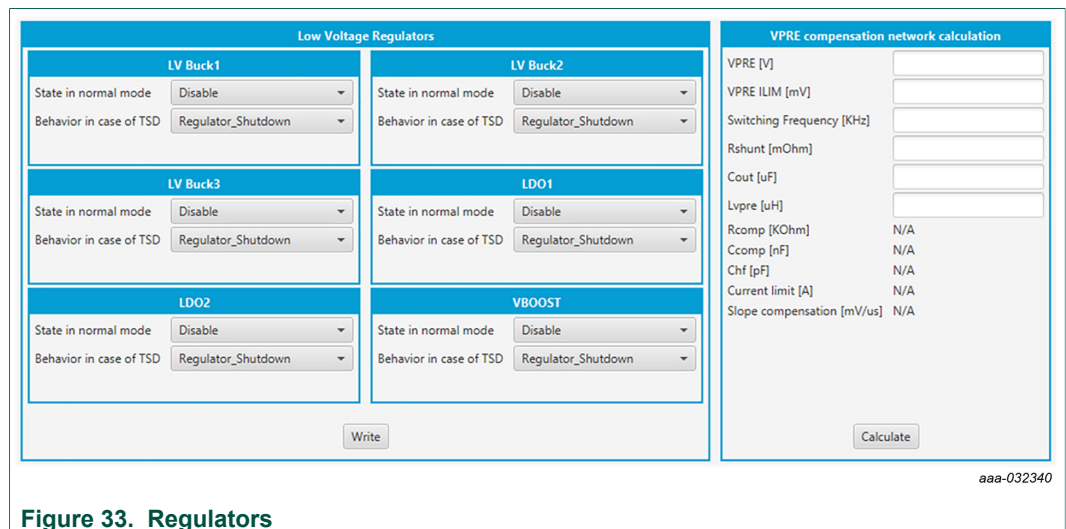 Low Voltage Regulators
LV Buck1
State in normal mode Disable
Behavior in case of TSD Regulator_Shutdown
LV Buck2
State in normal mode Disable
Behavior in case of TSD Regulator_Shutdown
LV Buck3
State in normal mode Disable
Behavior in case of TSD Regulator_Shutdown
LDO1
State in normal mode Disable
Behavior in case of TSD Regulator_Shutdown
LDO2
State in normal mode Disable
Behavior in case of TSD Regulator_Shutdown
VBOOST
State in normal mode Disable
Behavior in case of TSD Regulator_Shutdown
Write
VPRE compensation network calculation
VPRE [V]
VPRE ILIM [mV]
Switching Frequency [KHz]
Rshunt [mOhm]
Cout [uF]
Lvpre [uH]
Rcomp [KOhm] N/A
Ccomp [nF] N/A
Chf [pF] N/A
Current limit [A] N/A
Slope compensation [mV/us] N/A
Calculate
aaa-032340
Figure 33. Regulators